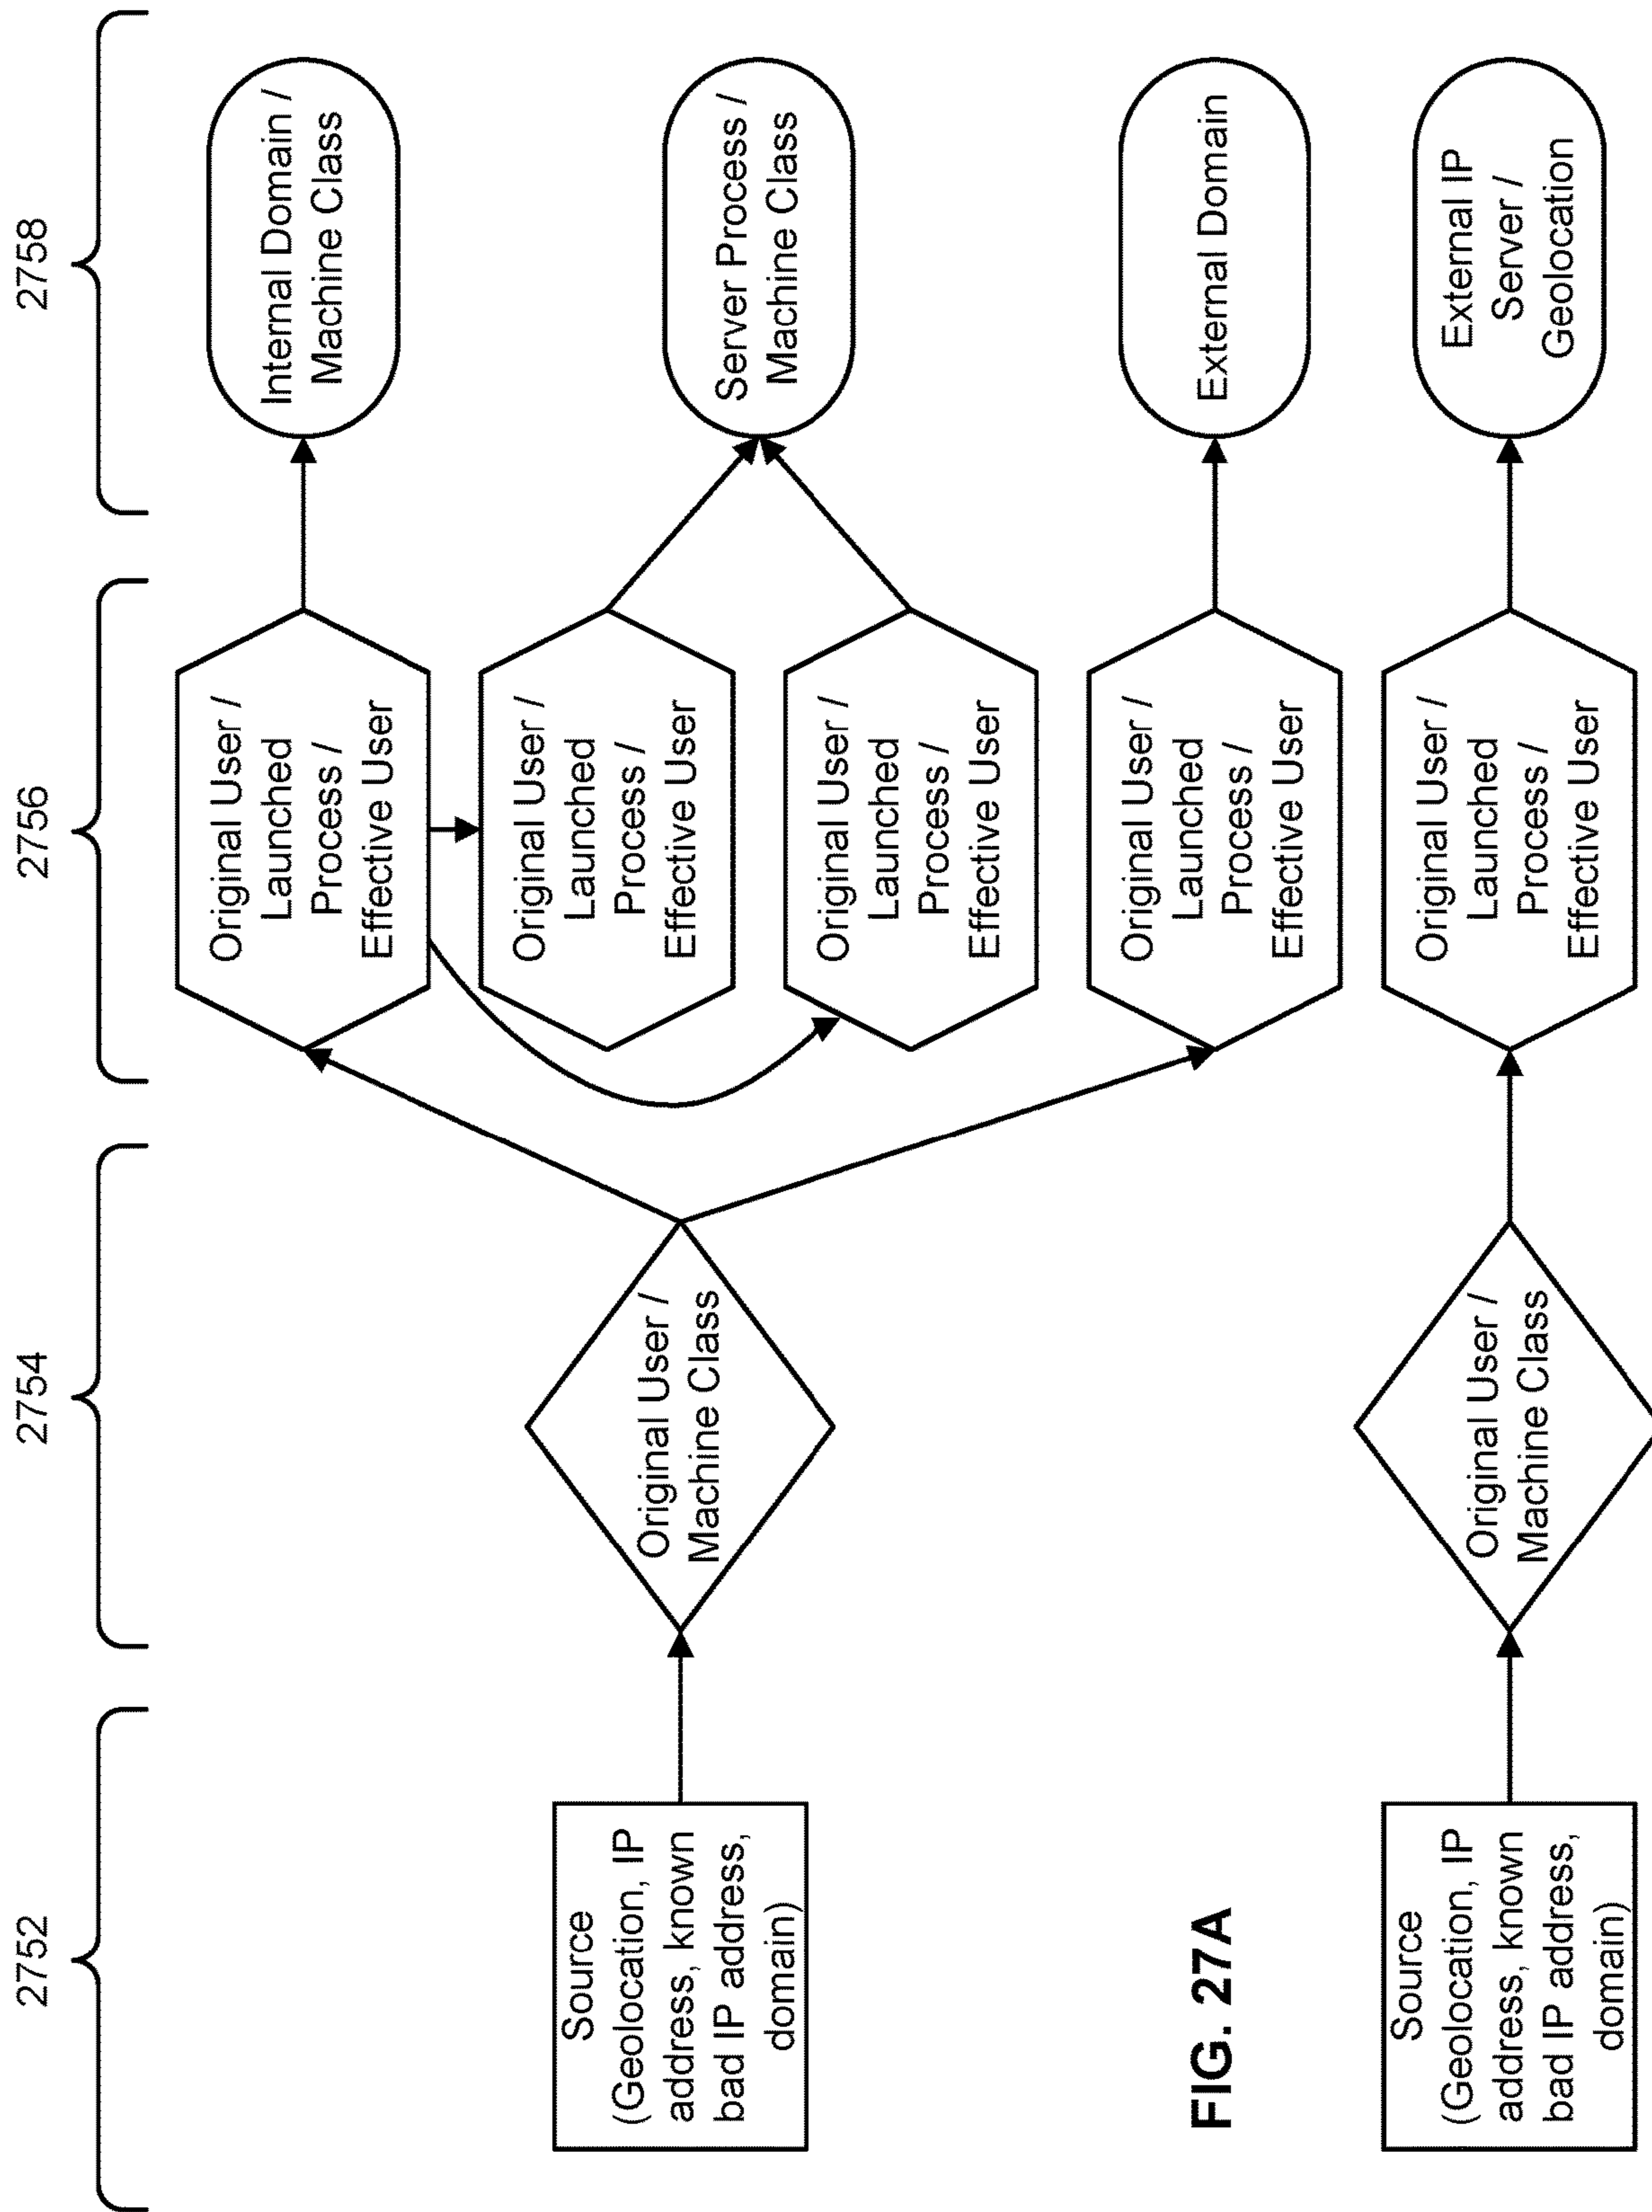 2752
2754
2756
2758
Source
(Geolocation, IP
address, known
bad IP address,
domain)
Original User /
Machine Class
Original User /
Launched
Process /
Effective User
Internal Domain /
Machine Class
Original User /
Launched
Process /
Effective User
Original User /
Launched
Process /
Effective User
Server Process /
Machine Class
Original User /
Launched
Process /
Effective User
External Domain
FIG. 27A
Source
(Geolocation, IP
address, known
bad IP address,
domain)
Original User /
Machine Class
Original User /
Launched
Process /
Effective User
External IP
Server /
Geolocation